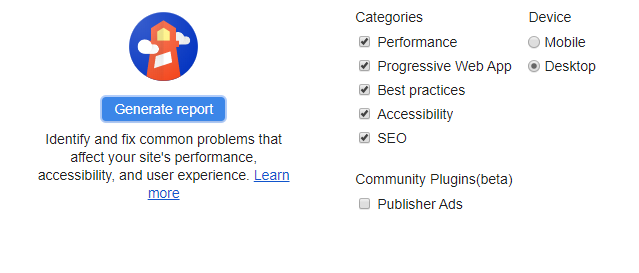 Generate report
Identify and fix common problems that
affect your site's performance,
accessibility, and user experience. Learn
more
Categories
Performance
Progressive Web App
Best practices
Accessibility
SEO
Community Plugins(beta)
Publisher Ads
Device
Mobile
Desktop